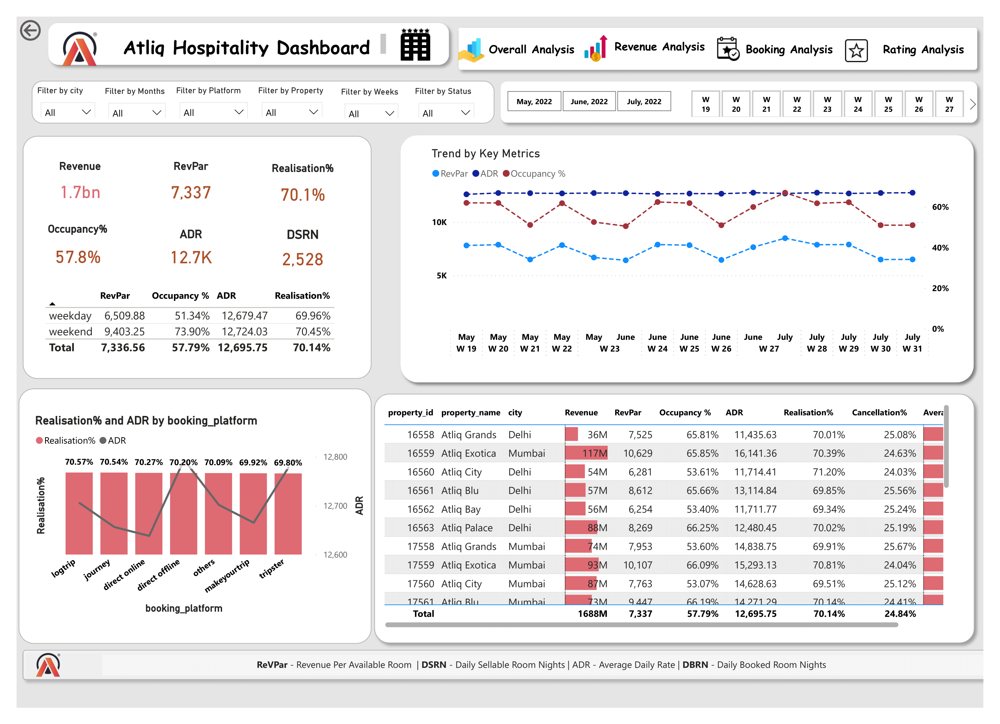 Atliq Hospitality Dashboard
Overall Analysis
Revenue Analysis
Booking Analysis
Rating Analysis
Filter by city
Filter by Months
Filter by Platform
Filter by Property
Filter by Weeks
Filter by Status
All All All All All All
May, 2022 June, 2022 July, 2022
W 19 W 20 W 21 W 22 W 23 W 24 W 25 W 26 W 27
Revenue RevPar Realisation%
1.7bn 7,337 70.1%
Occupancy% ADR DSRN
57.8% 12.7K 2,528
RevPar Occupancy % ADR Realisation%
weekday 6,509.88 51.34% 12,679.47 69.96%
weekend 9,403.25 73.90% 12,724.03 70.45%
Total 7,336.56 57.79% 12,695.75 70.14%
Trend by Key Metrics
RevPar ADR Occupancy %
60%
10K
40%
5K
20%
0%
May May May May May June June June June June July July July July July
W 19 W 20 W 21 W 22 W 23 W 24 W 25 W 26 W 27 W 28 W 29 W 30 W 31
Realisation% and ADR by booking_platform
Realisation% ADR
12,800
70.57% 70.54% 70.27% 70.20% 70.09% 69.92% 69.80%
Realisation%
12,700
ADR
12,600
logtrip journey direct online direct offline others makeyourtrip tripster
booking_platform
property_id property_name city Revenue RevPar Occupancy % ADR Realisation% Cancellation% Avera
16558 Atliq Grands Delhi 36M 7,525 65.81% 11,435.63 70.01% 25.08%
16559 Atliq Exotica Mumbai 117M 10,629 65.85% 16,141.36 70.39% 24.63%
16560 Atliq City Delhi 54M 6,281 53.61% 11,714.41 71.20% 24.03%
16561 Atliq Blu Delhi 57M 8,612 65.66% 13,114.84 69.85% 25.56%
16562 Atliq Bay Delhi 56M 6,254 53.40% 11,711.77 69.34% 25.24%
16563 Atliq Palace Delhi 88M 8,269 66.25% 12,480.45 70.02% 25.19%
17558 Atliq Grands Mumbai 74M 7,953 53.60% 14,838.75 69.91% 25.67%
17559 Atliq Exotica Mumbai 93M 10,107 66.09% 15,293.13 70.81% 24.04%
17560 Atliq City Mumbai 87M 7,763 53.07% 14,628.63 69.51% 25.12%
17561 Atliq Blu Mumbai 73M 9,447 66.19% 14,271.29 70.14% 24.41%
Total 1688M 7,337 57.79% 12,695.75 70.14% 24.84%
ReVPar - Revenue Per Available Room | DSRN - Daily Sellable Room Nights | ADR - Average Daily Rate | DBRN - Daily Booked Room Nights